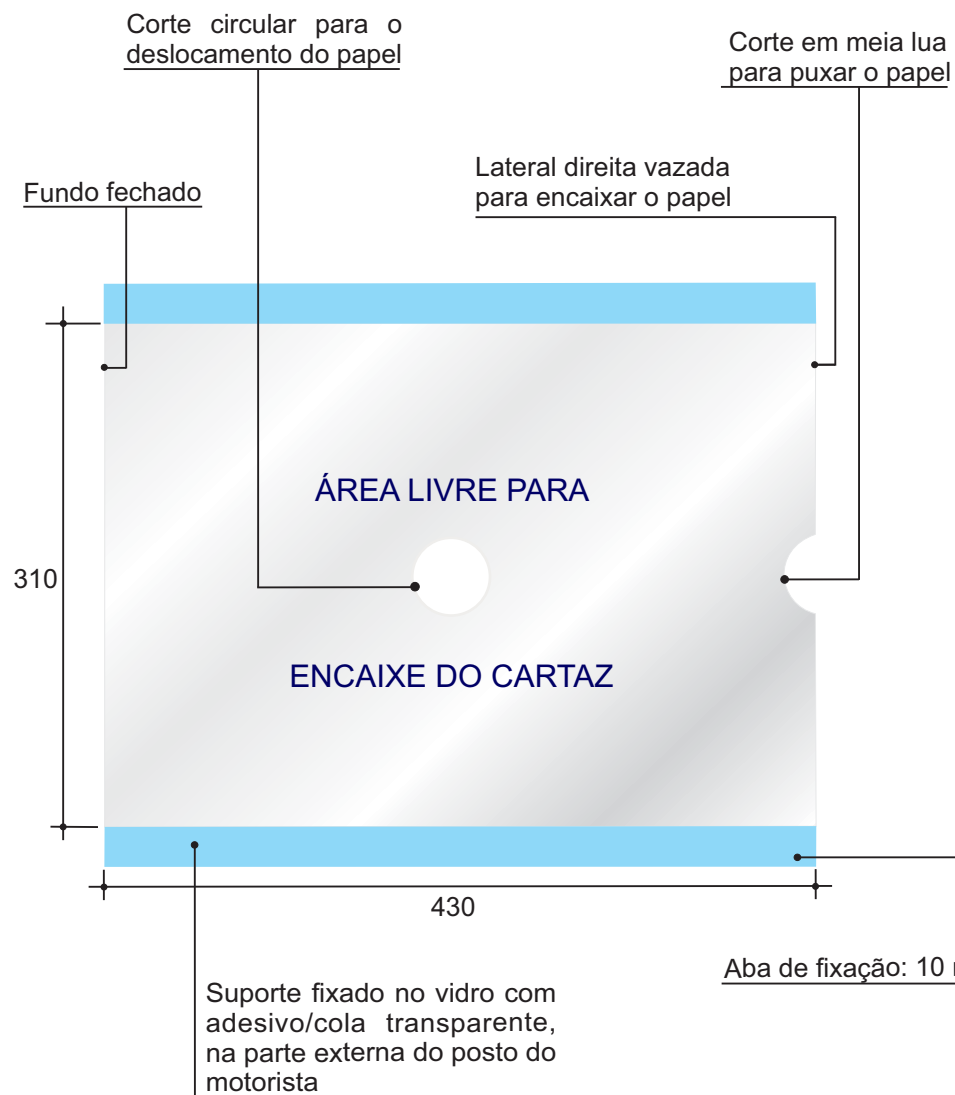 Corte circular para o
deslocamento do papel
Corte em meia lua
para puxar o papel
Lateral direita vazada
para encaixar o papel
Fundo fechado
ÁREA LIVRE PARA
310
ENCAIXE DO CARTAZ
430
Aba de fixação: 10
Suporte fixado no vidro com
adesivo/cola transparente,
na parte externa do posto do
motorista